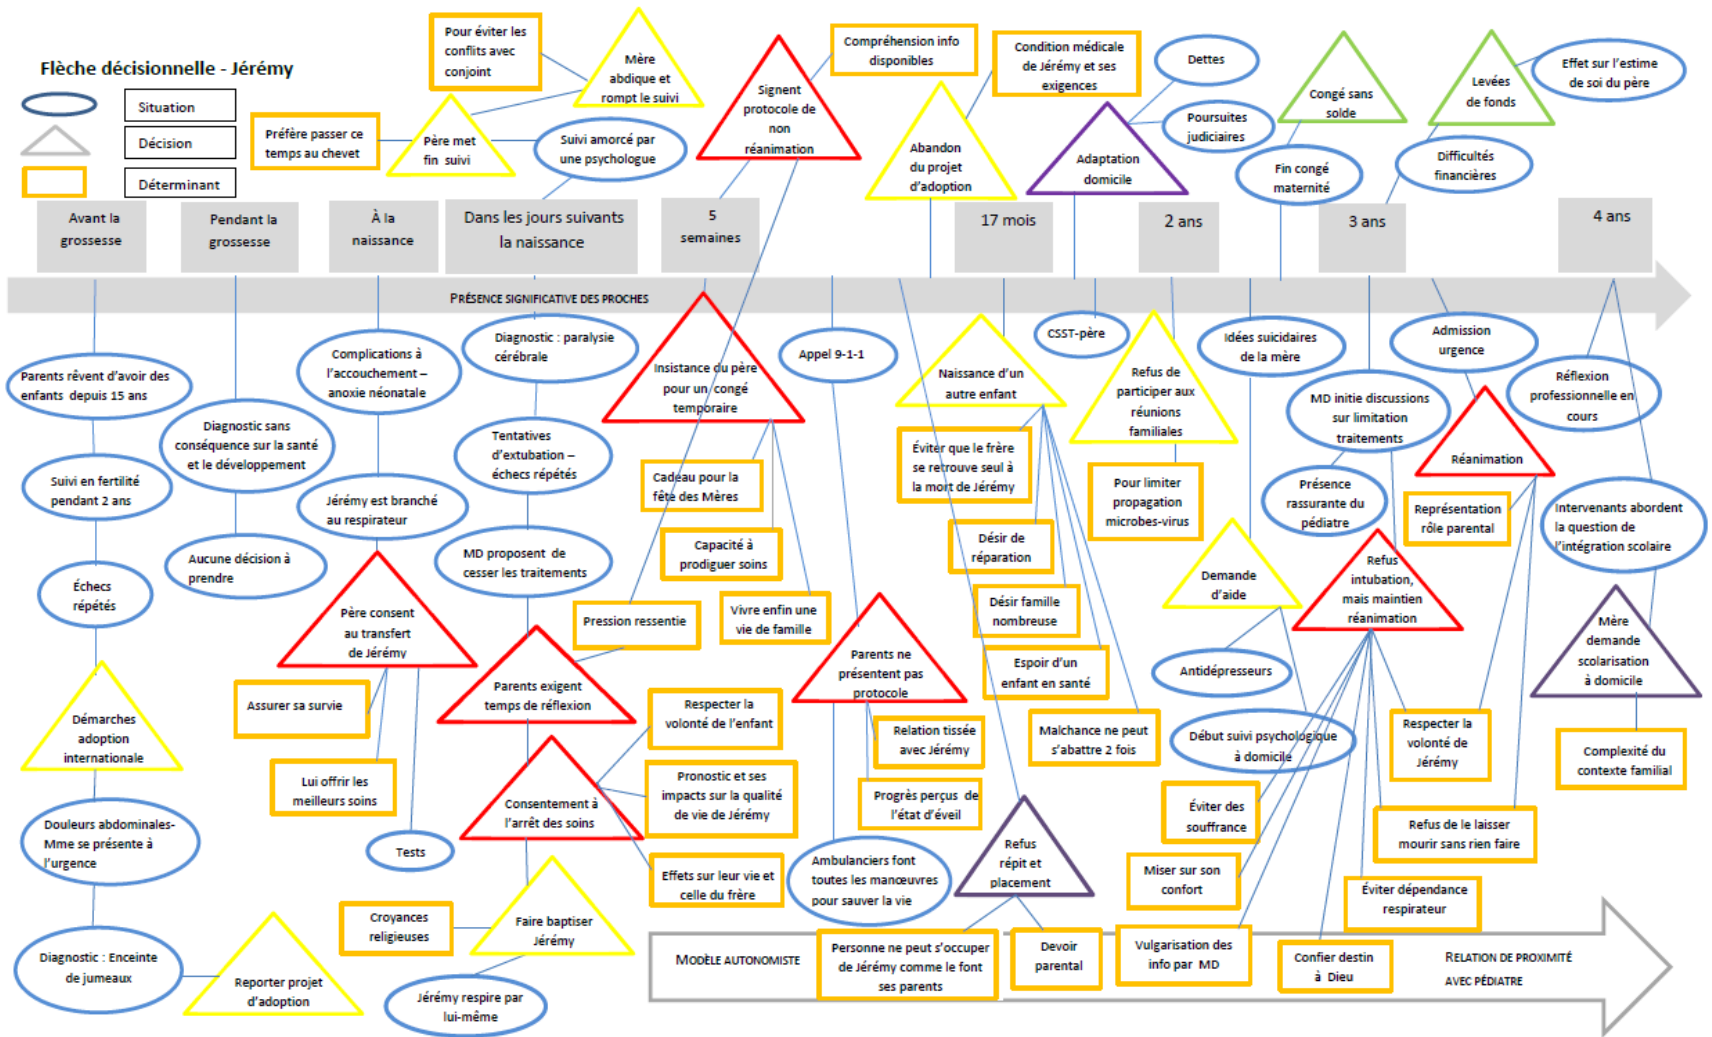 Flèche décisionnelle - Jérémy
Situation
Décision
Déterminant
Pour éviter les
conflits avec
conjoint
Mère
abdique et
rompt le suivi
Préfère passer ce
temps au chevet
Père met
fin suivi
Suivi amorcé par
une psychologue
Signent
protocole de
non
réanimation
Compréhension info
disponibles
Abandon
du projet
d'adoption
Condition médicale
de Jérémy et ses
exigences
Adaptation
domicile
Dettes
Poursuites
judiciaires
Congé sans
solde
Fin congé
maternité
Levées
de fonds
Difficultés
financières
Effet sur l'estime
de soi du père
Avant la
grossesse
Pendant la
grossesse
À la
naissance
Dans les jours suivants
la naissance
5
semaines
17 mois
2 ans
3 ans
4 ans
PRÉSENCE SIGNIFICATIVE DES PROCHES
Parents rêvent d'avoir des
enfants depuis 15 ans
Suivi en fertilité
pendant 2 ans
Échecs
répétés
Démarches
adoption
internationale
Douleurs abdominales-
Mme se présente à
l'urgence
Diagnostic : Enceinte
de jumeaux
Reporter projet
d'adoption
Diagnostic sans
conséquence sur la santé
et le développement
Aucune décision à
prendre
Complications à
l'accouchement –
anoxie néonatale
Jérémy est branché
au respirateur
Père consent
au transfert
de Jérémy
Assurer sa survie
Lui offrir les
meilleurs soins
Tests
Diagnostic : paralysie
cérébrale
Tentatives
d'extubation –
échecs répétés
MD proposent de
cesser les traitements
Parents exigent
temps de réflexion
Pression ressentie
Consentement à
l'arrêt des soins
Respecter la
volonté de l'enfant
Pronostic et ses
impacts sur la qualité
de vie de Jérémy
Effets sur leur vie et
celle du frère
Faire baptiser
Jérémy
Croyances
religieuses
Jérémy respire par
lui-même
Insistance du père
pour un congé
temporaire
Cadeau pour la
fête des Mères
Capacité à
prodiguer soins
Vivre enfin une
vie de famille
Appel 9-1-1
Parents ne
présentent pas
protocole
Relation tissée
avec Jérémy
Progrès perçus de
l'état d'éveil
Ambulanciers font
toutes les manœuvres
pour sauver la vie
Refus
répit et
placement
Personne ne peut s'occuper
de Jérémy comme le font
ses parents
Devoir
parental
Naissance d'un
autre enfant
Éviter que le frère
se retrouve seul à
la mort de Jérémy
Désir de
réparation
Désir famille
nombreuse
Espoir d'un
enfant en santé
Malchance ne peut
s'abattre 2 fois
CSST-père
Refus de
participer aux
réunions
familiales
Pour limiter
propagation
microbes-virus
Idées suicidaires
de la mère
Demande
d'aide
Antidépresseurs
Début suivi psychologique
à domicile
MD initie discussions
sur limitation
traitements
Présence
rassurante du
pédiatre
Refus
intubation,
mais maintien
réanimation
Éviter des
souffrance
Miser sur son
confort
Vulgarisation des
info par MD
Confier destin
à Dieu
Éviter dépendance
respirateur
Respecter la
volonté de
Jérémy
Refus de le laisser
mourir sans rien faire
Admission
urgence
Réanimation
Représentation
rôle parental
Réflexion
professionnelle en
cours
Intervenants abordent
la question de
l'intégration scolaire
Mère
demande
scolarisation
à domicile
Complexité du
contexte familial
MODÈLE AUTONOMISTE
RELATION DE PROXIMITÉ
AVEC PÉDIATRE